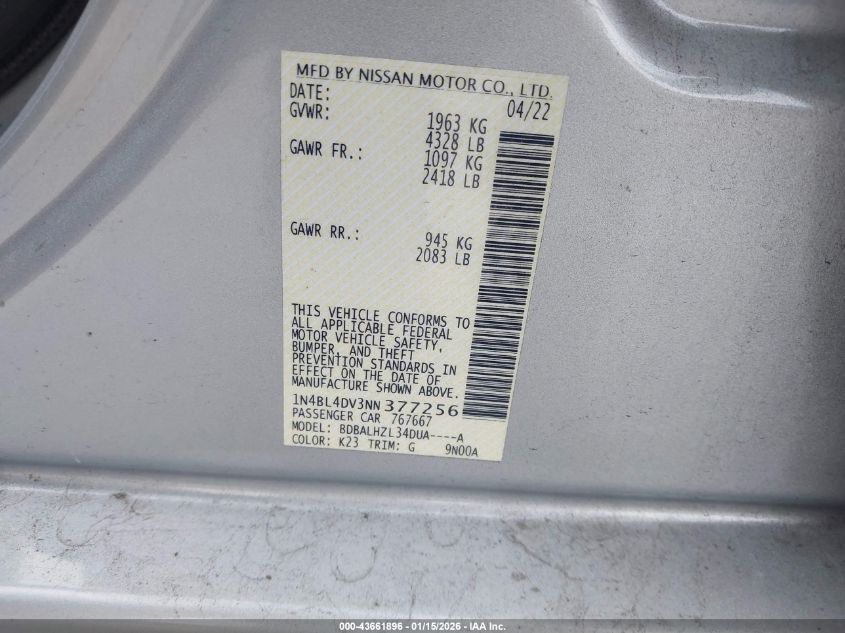 MFD BY NISSAN MOTOR CO., LTD.
DATE: 04/22
GVWR: 1963 KG
4328 LB
GAWR FR.: 1097 KG
2418 LB
GAWR RR.: 945 KG
2083 LB
THIS VEHICLE CONFORMS TO
ALL APPLICABLE FEDERAL
MOTOR VEHICLE SAFETY,
BUMPER, AND THEFT
PREVENTION STANDARDS IN
EFFECT ON THE DATE OF
MANUFACTURE SHOWN ABOVE.
1N4BL4DV3NN377256
PASSENGER CAR 767667
MODEL: BDBALHZL34DUA----A
COLOR: K23 TRIM: G 9N00A
000-43661896 - 01/15/2026 - IAA Inc.